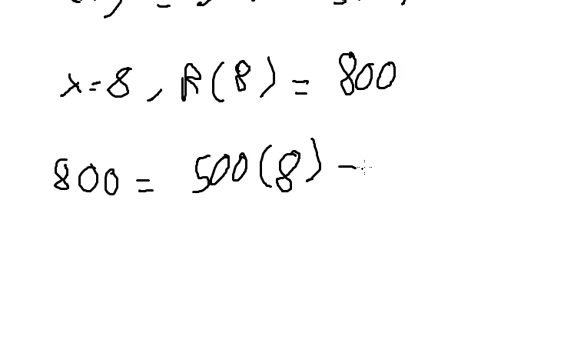 x=8, R(8) = 800
800 = 500(8) -